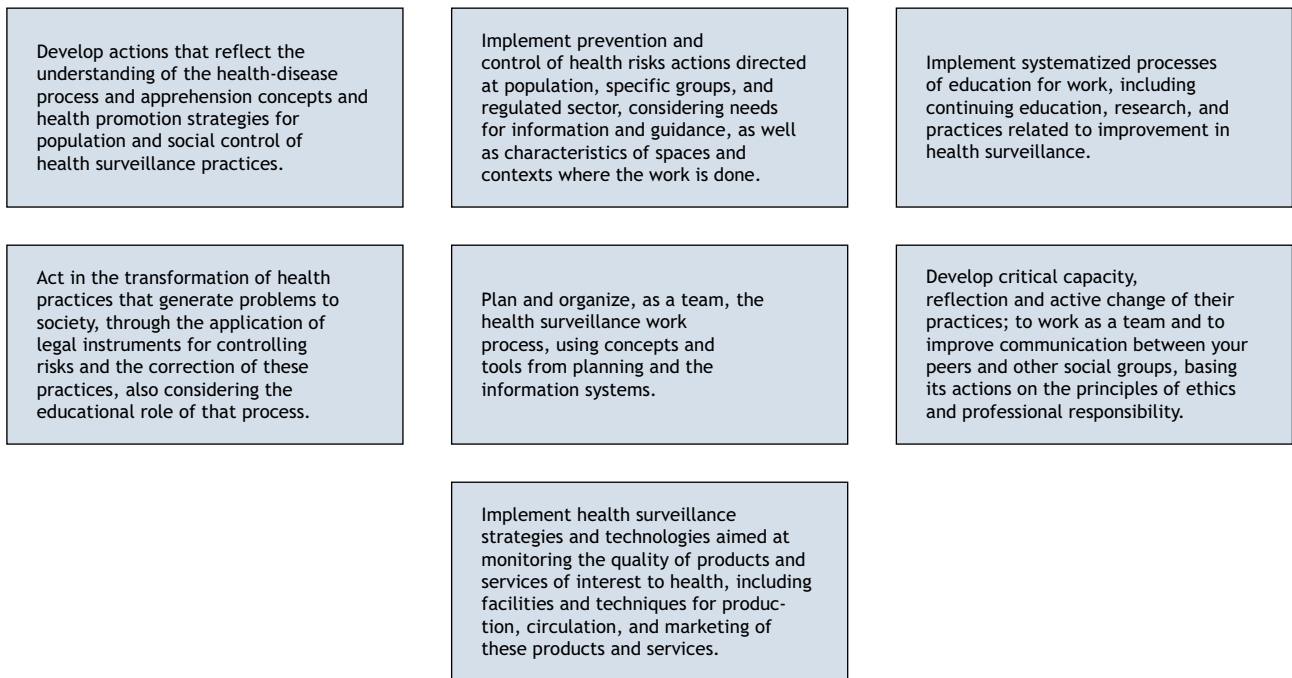 Develop actions that reflect the
understanding of the health-disease
process and apprehension concepts and
health promotion strategies for
population and social control of
health surveillance practices.
Implement prevention and
control of health risks actions directed
at population, specific groups, and
regulated sector, considering needs
for information and guidance, as well
as characteristics of spaces and
contexts where the work is done.
Implement systematized processes
of education for work, including
continuing education, research, and
practices related to improvement in
health surveillance.
Act in the transformation of health
practices that generate problems to
society, through the application of
legal instruments for controlling
risks and the correction of these
practices, also considering the
educational role of that process.
Plan and organize, as a team, the
health surveillance work
process, using concepts and
tools from planning and the
information systems.
Develop critical capacity,
reflection and active change of their
practices; to work as a team and to
improve communication between your
peers and other social groups, basing
its actions on the principles of ethics
and professional responsibility.
Implement health surveillance
strategies and technologies aimed at
monitoring the quality of products and
services of interest to health, including
facilities and techniques for produc-
tion, circulation, and marketing of
these products and services.